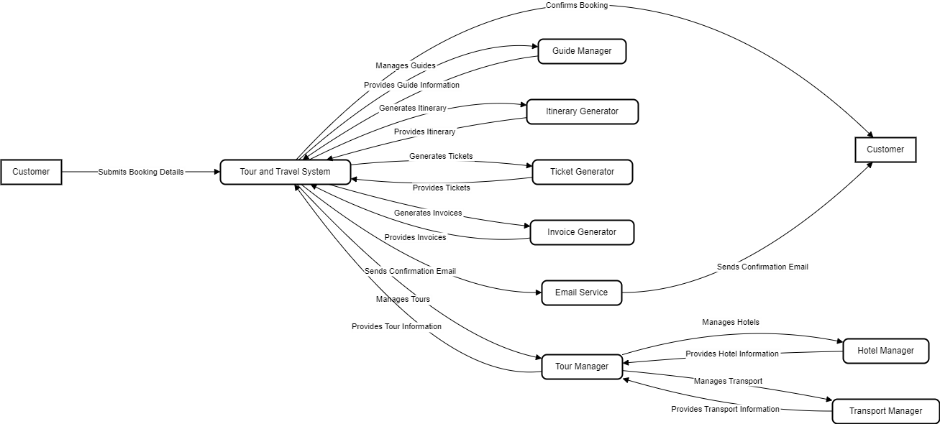 Confirms Booking
Guide Manager
Manages Guides
Provides Guide Information
Generates Itinerary
Itinerary Generator
Provides Itinerary
Customer
Generates Tickets
Customer
Submits Booking Details
Tour and Travel System
Ticket Generator
Provides Tickets
Generates Invoices
Invoice Generator
Provides Invoices
Sends Confirmation Email
Sends Confirmation Email
Email Service
Manages Tours
Provides Tour Information
Manages Hotels
Provides Hotel Information
Hotel Manager
Tour Manager
Manages Transport
Provides Transport Information
Transport Manager